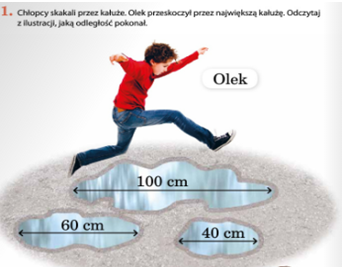 1. Chłopcy skakali przez kałuże. Olek przeskoczył przez największą kałużę. Odczytaj
z ilustracji, jaką odległość pokonał.
Olek
100 cm
60 cm
40 cm